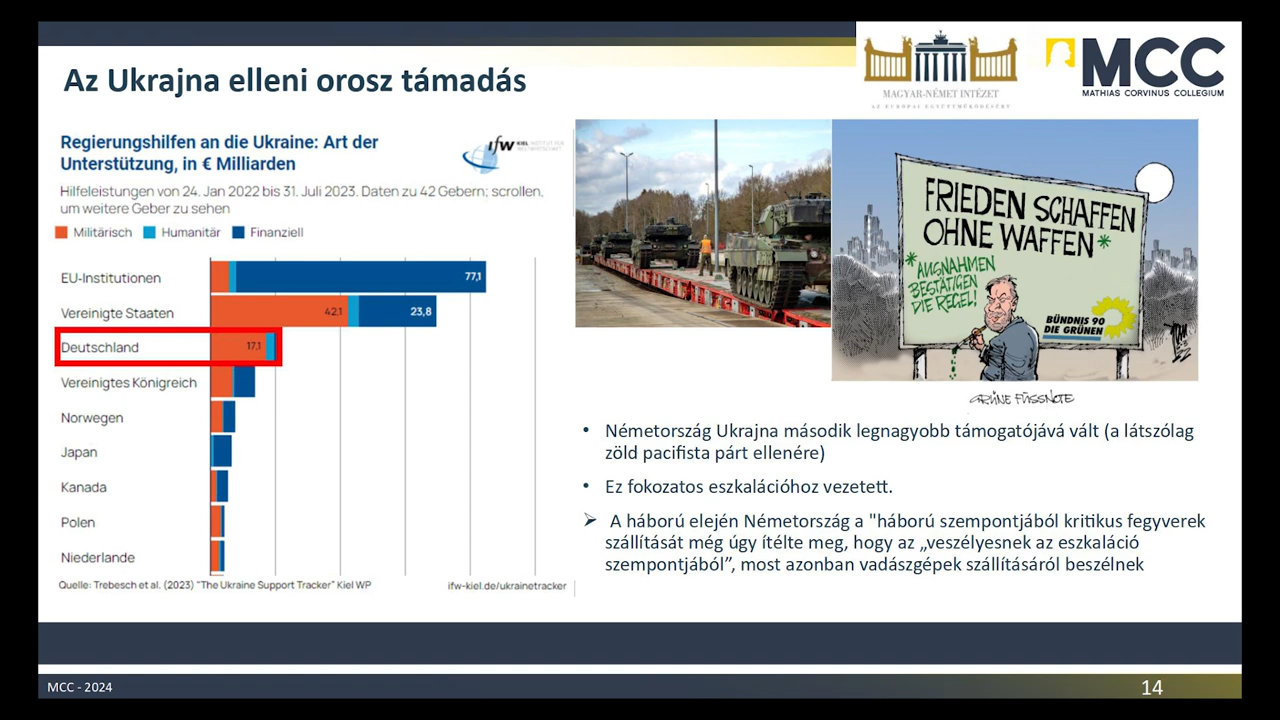 MAGYAR-NÉMET INTÉZET
AZ EURÓPAI EGYÜTTMŰKÖDÉSÉRT
MCC
MATHIAS CORVINUS COLLEGIUM
Az Ukrajna elleni orosz támadás
Regierungshilfen an die Ukraine: Art der
Unterstützung, in € Milliarden
ifw KIEL INSTITUT FÜR
WELTWIRTSCHAFT
Hilfeleistungen von 24. Jan 2022 bis 31. Juli 2023. Daten zu 42 Gebern; scrollen,
um weitere Geber zu sehen
Militärisch Humanitär Finanziell
EU-Institutionen 77,1
Vereinigte Staaten 42,1 23,8
Deutschland 17,1
Vereinigtes Königreich
Norwegen
Japan
Kanada
Polen
Niederlande
Quelle: Trebesch et al. (2023) "The Ukraine Support Tracker" Kiel WP
ifw-kiel.de/ukrainetracker
FRIEDEN SCHAFFEN
OHNE WAFFEN*
*AUSNAHMEN
BESTÄTIGEN
DIE REGEL!
BÜNDNIS 90
DIE GRÜNEN
GRÜNE FUSSNOTE
• Németország Ukrajna második legnagyobb támogatójává vált (a látszólag
zöld pacifista párt ellenére)
• Ez fokozatos eszkalációhoz vezetett.
➢ A háború elején Németország a "háború szempontjából kritikus fegyverek
szállítását még úgy ítélte meg, hogy az „veszélyesnek az eszkaláció
szempontjából”, most azonban vadászgépek szállításáról beszélnek
MCC - 2024
14